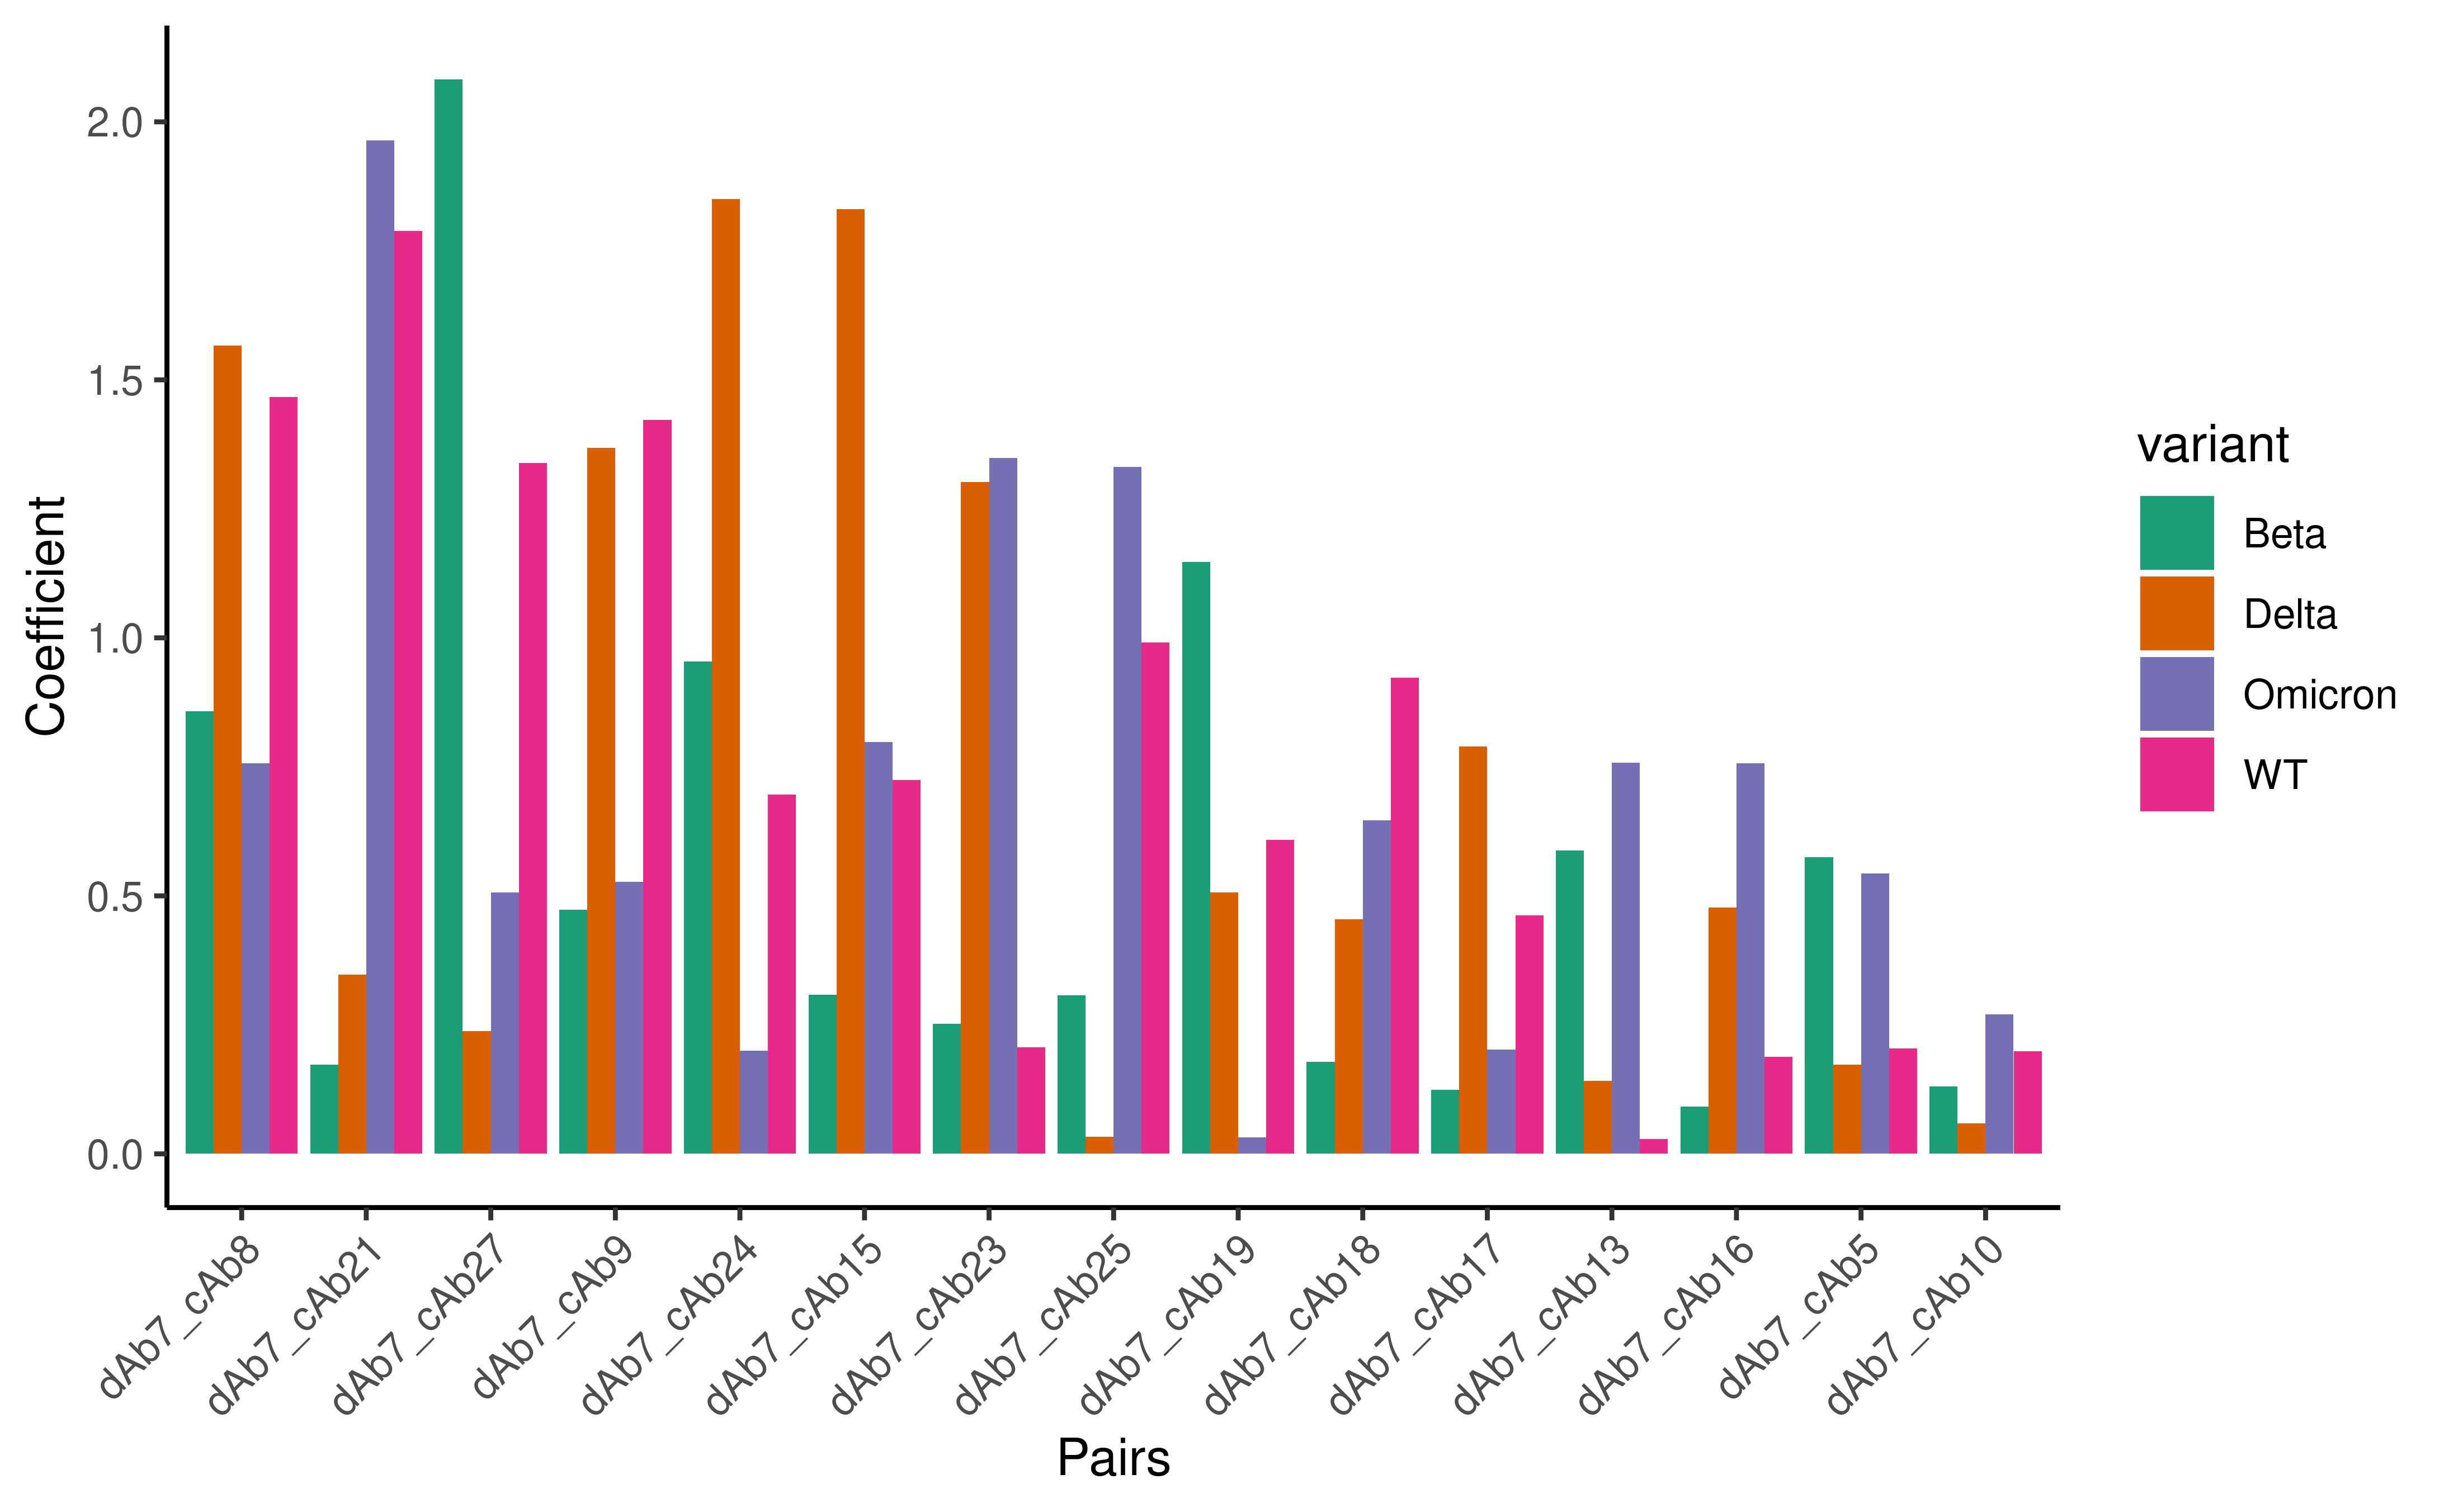 2.0
1.5
1.0
0.5
0.0
Coefficient
dAb7_cAb8
dAb7_cAb21
dAb7_cAb27
dAb7_cAb9
dAb7_cAb24
dAb7_cAb15
dAb7_cAb23
dAb7_cAb25
dAb7_cAb19
dAb7_cAb18
dAb7_cAb17
dAb7_cAb13
dAb7_cAb16
dAb7_cAb5
dAb7_cAb10
Pairs
variant
Beta
Delta
Omicron
WT